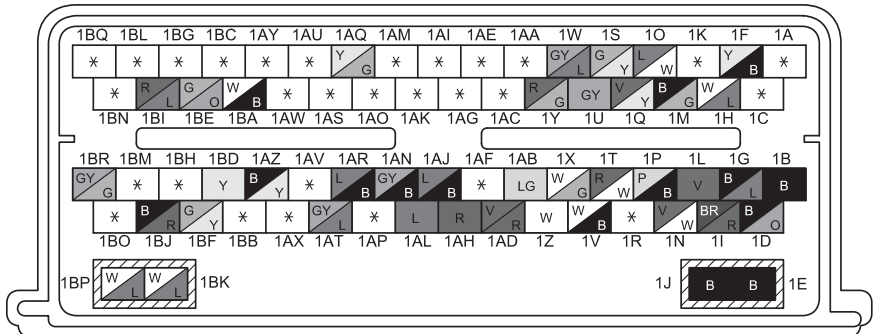 1BQ 1BL 1BG 1BC 1AY 1AU 1AQ 1AM 1AI 1AE 1AA 1W 1S 1O 1K 1F 1A
* * * * * * Y G * * * * GY L G Y L W * Y B *
* R L G O W B * * * * * * R G GY V Y B G W L *
1BN 1BI 1BE 1BA 1AW 1AS 1AO 1AK 1AG 1AC 1Y 1U 1Q 1M 1H 1C
1BR 1BM 1BH 1BD 1AZ 1AV 1AR 1AN 1AJ 1AF 1AB 1X 1T 1P 1L 1G 1B
GY G * * Y B Y * L B GY B L B * LG W G R W P B V B L B
* B R G Y * * GY L * L R V R W W B * V W BR R B O
1BO 1BJ 1BF 1BB 1AX 1AT 1AP 1AL 1AH 1AD 1Z 1V 1R 1N 1I 1D
1BP W L W L 1BK 1J B B 1E